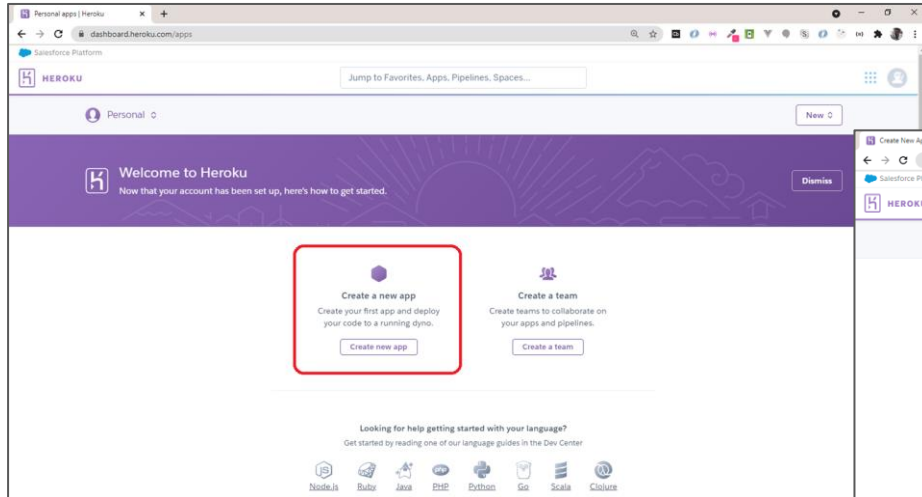 Personal apps | Heroku
dashboard.heroku.com/apps
Salesforce Platform
HEROKU
Jump to Favorites, Apps, Pipelines, Spaces...
Personal
New
Welcome to Heroku
Now that your account has been set up, here's how to get started.
Dismiss
Create New Ap
Salesforce Pl
HEROKU
Create a new app
Create your first app and deploy
your code to a running dyno.
Create new app
Create a team
Create teams to collaborate on
your apps and pipelines.
Create a team
Looking for help getting started with your language?
Get started by reading one of our language guides in the Dev Center
Node.js Ruby Java PHP Python Go Scala Clojure